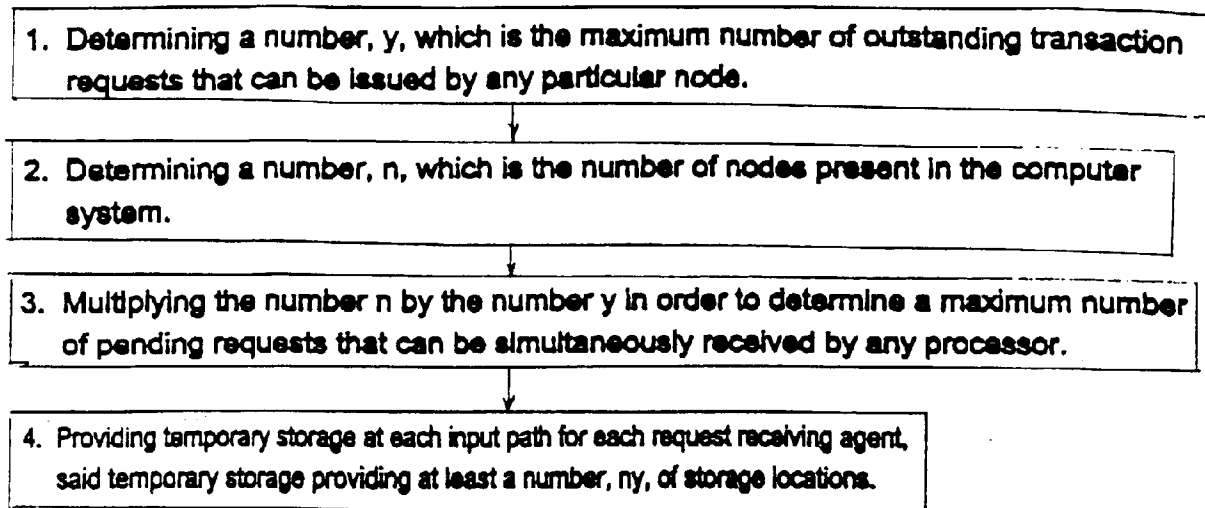 1. Determining a number, y, which is the maximum number of outstanding transaction
requests that can be issued by any particular node.
2. Determining a number, n, which is the number of nodes present in the computer
system.
3. Multiplying the number n by the number y in order to determine a maximum number
of pending requests that can be simultaneously received by any processor.
4. Providing temporary storage at each input path for each request receiving agent,
said temporary storage providing at least a number, ny, of storage locations.